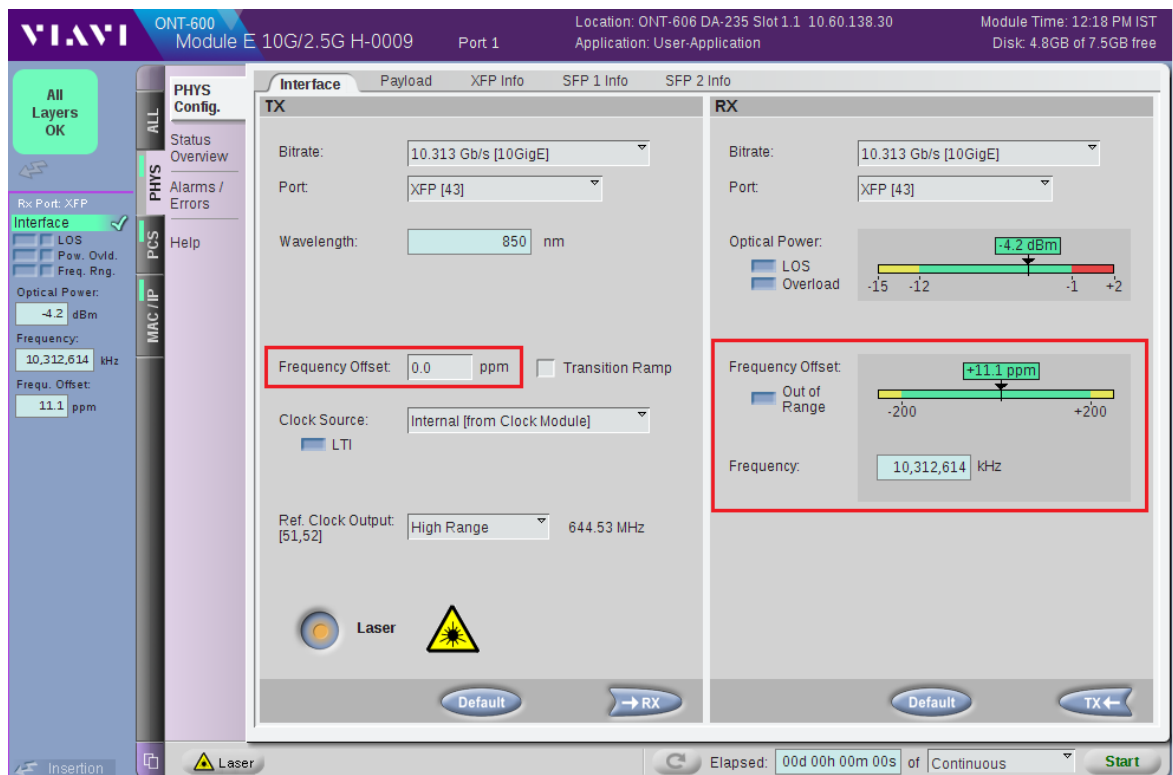 VIAVI
ONT-600
Module E 10G/2.5G H-0009 Port 1
Location: ONT-606 DA-235 Slot 1.1 10.60.138.30
Application: User-Application
Module Time: 12:18 PM IST
Disk: 4.8GB of 7.5GB free
All
Layers
OK
Rx Port: XFP
Interface
LOS
Pow. Ovld.
Freq. Rng.
Optical Power:
-4.2 dBm
Frequency:
10,312,614 kHz
Frequ. Offset:
11.1 ppm
Insertion
ALL
PHYS
PCS
MAC/IP
PHYS
Config.
Status
Overview
Alarms /
Errors
Help
Interface Payload XFP Info SFP 1 Info SFP 2 Info
TX
Bitrate: 10.313 Gb/s [10GigE]
Port: XFP [43]
Wavelength: 850 nm
Frequency Offset: 0.0 ppm Transition Ramp
Clock Source: Internal [from Clock Module]
LTI
Ref. Clock Output: High Range 644.53 MHz
[51,52]
Laser
Default → RX
RX
Bitrate: 10.313 Gb/s [10GigE]
Port: XFP [43]
Optical Power: -4.2 dBm
LOS
Overload
-15 -12 -1 +2
Frequency Offset: +11.1 ppm
Out of
Range
-200 +200
Frequency: 10,312,614 kHz
Default TX ←
Laser
Elapsed: 00d 00h 00m 00s of Continuous Start